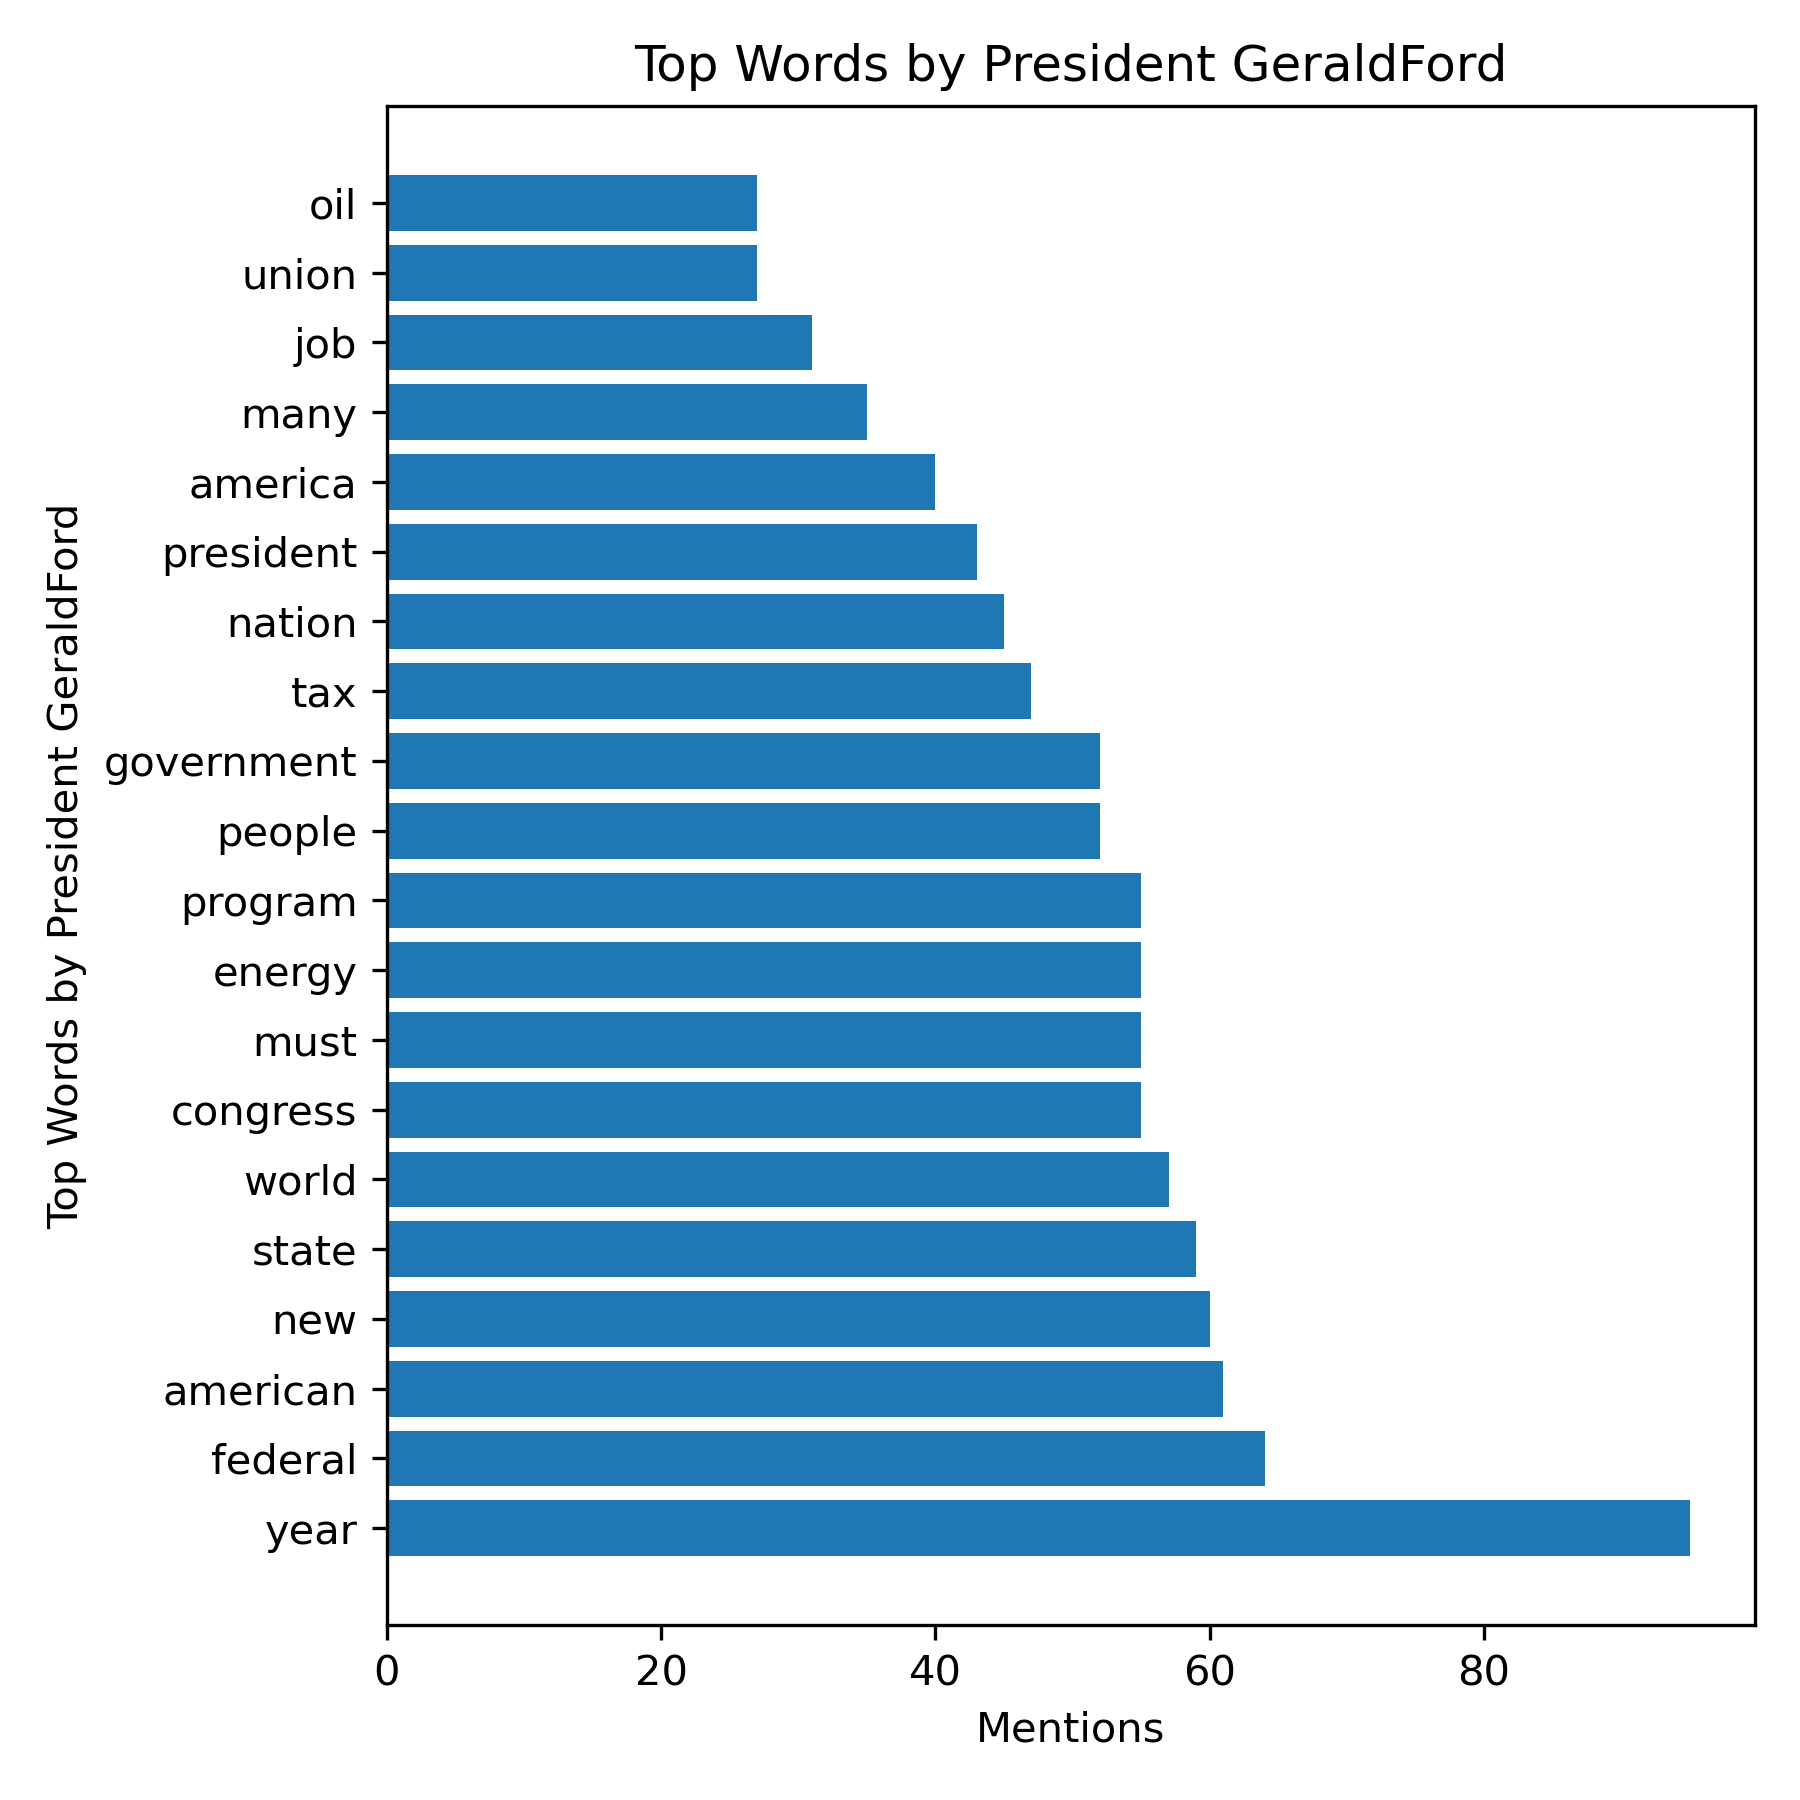 Top Words by President GeraldFord
Top Words by President GeraldFord
oil
union
job
many
america
president
nation
tax
government
people
program
energy
must
congress
world
state
new
american
federal
year
0 20 40 60 80
Mentions